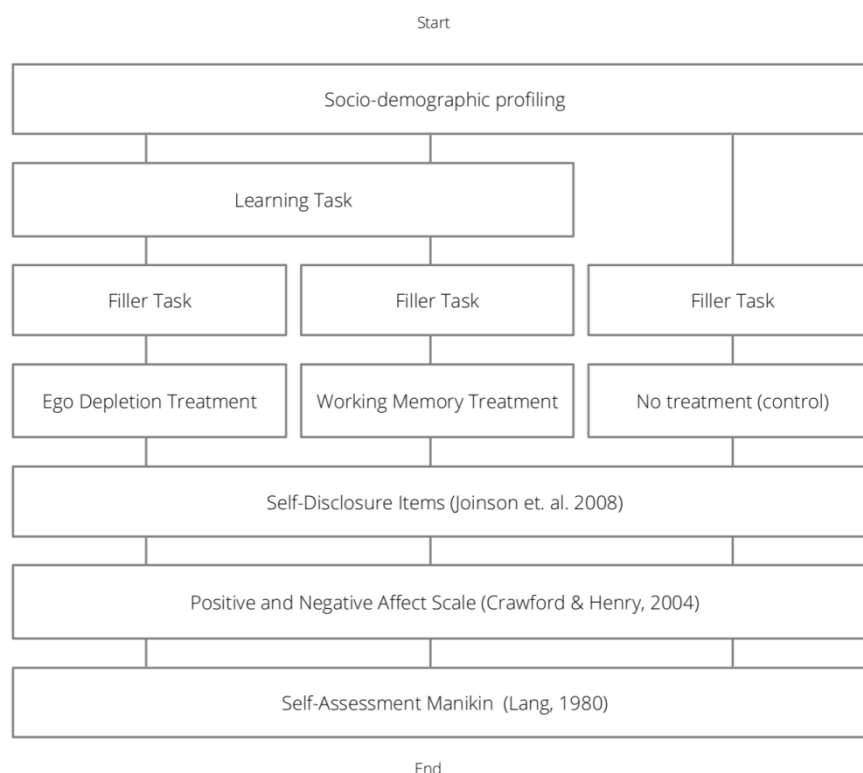 Start
Socio-demographic profiling
Learning Task
Filler Task
Filler Task
Filler Task
Ego Depletion Treatment
Working Memory Treatment
No treatment (control)
Self-Disclosure Items (Joinson et. al. 2008)
Positive and Negative Affect Scale (Crawford & Henry, 2004)
Self-Assessment Manikin (Lang, 1980)
End